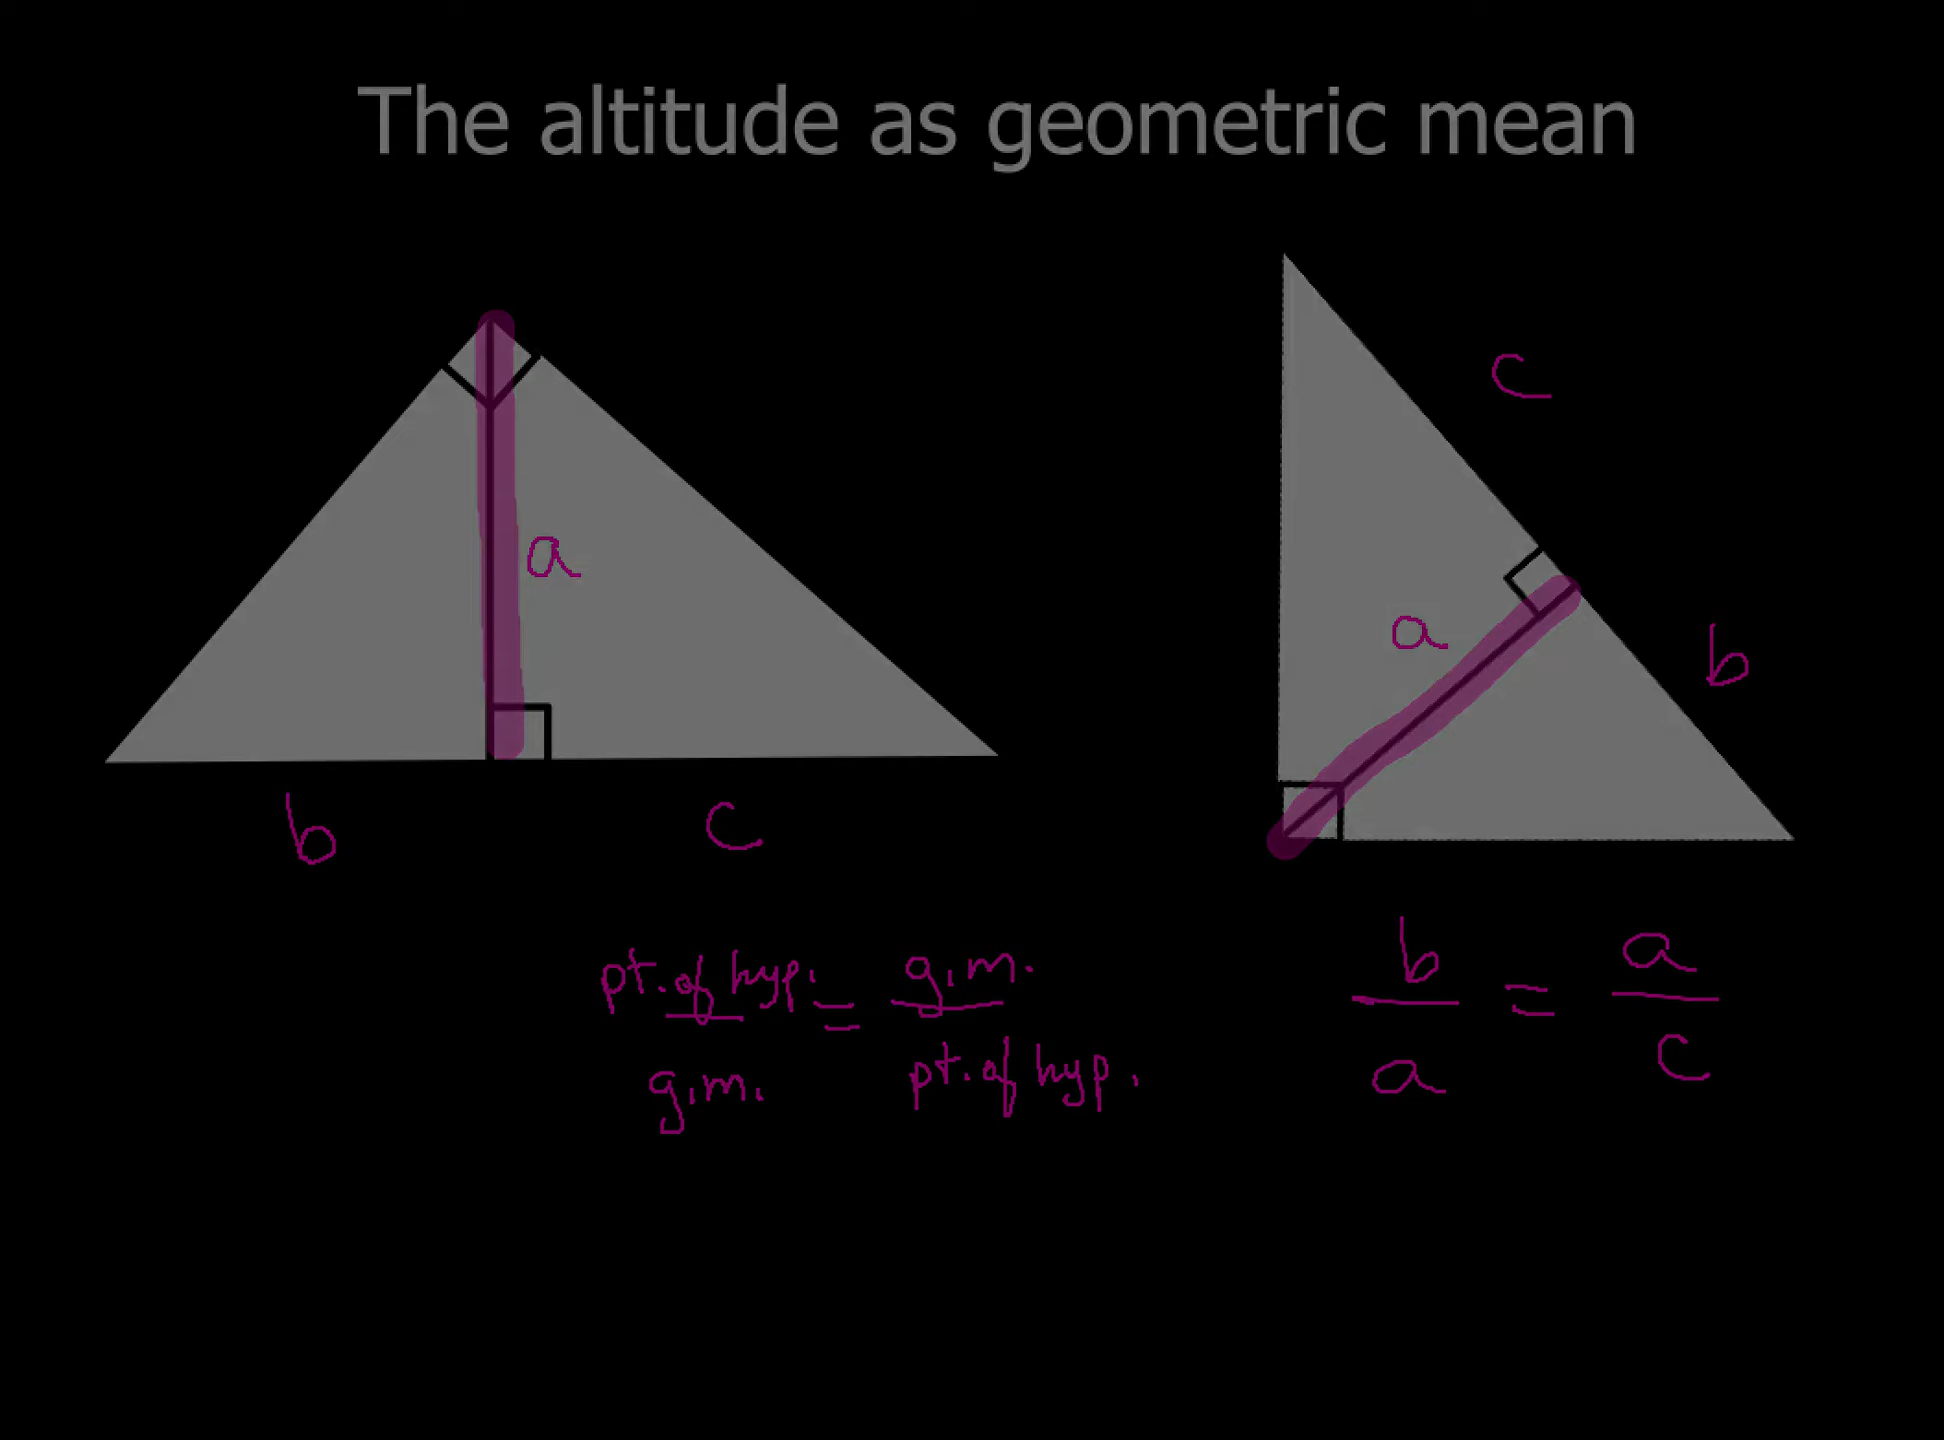 The altitude as geometric mean
c
a
a
b
b
c
pt. of hyp. = g.m.
g.m. pt. of hyp.
b = a
a c